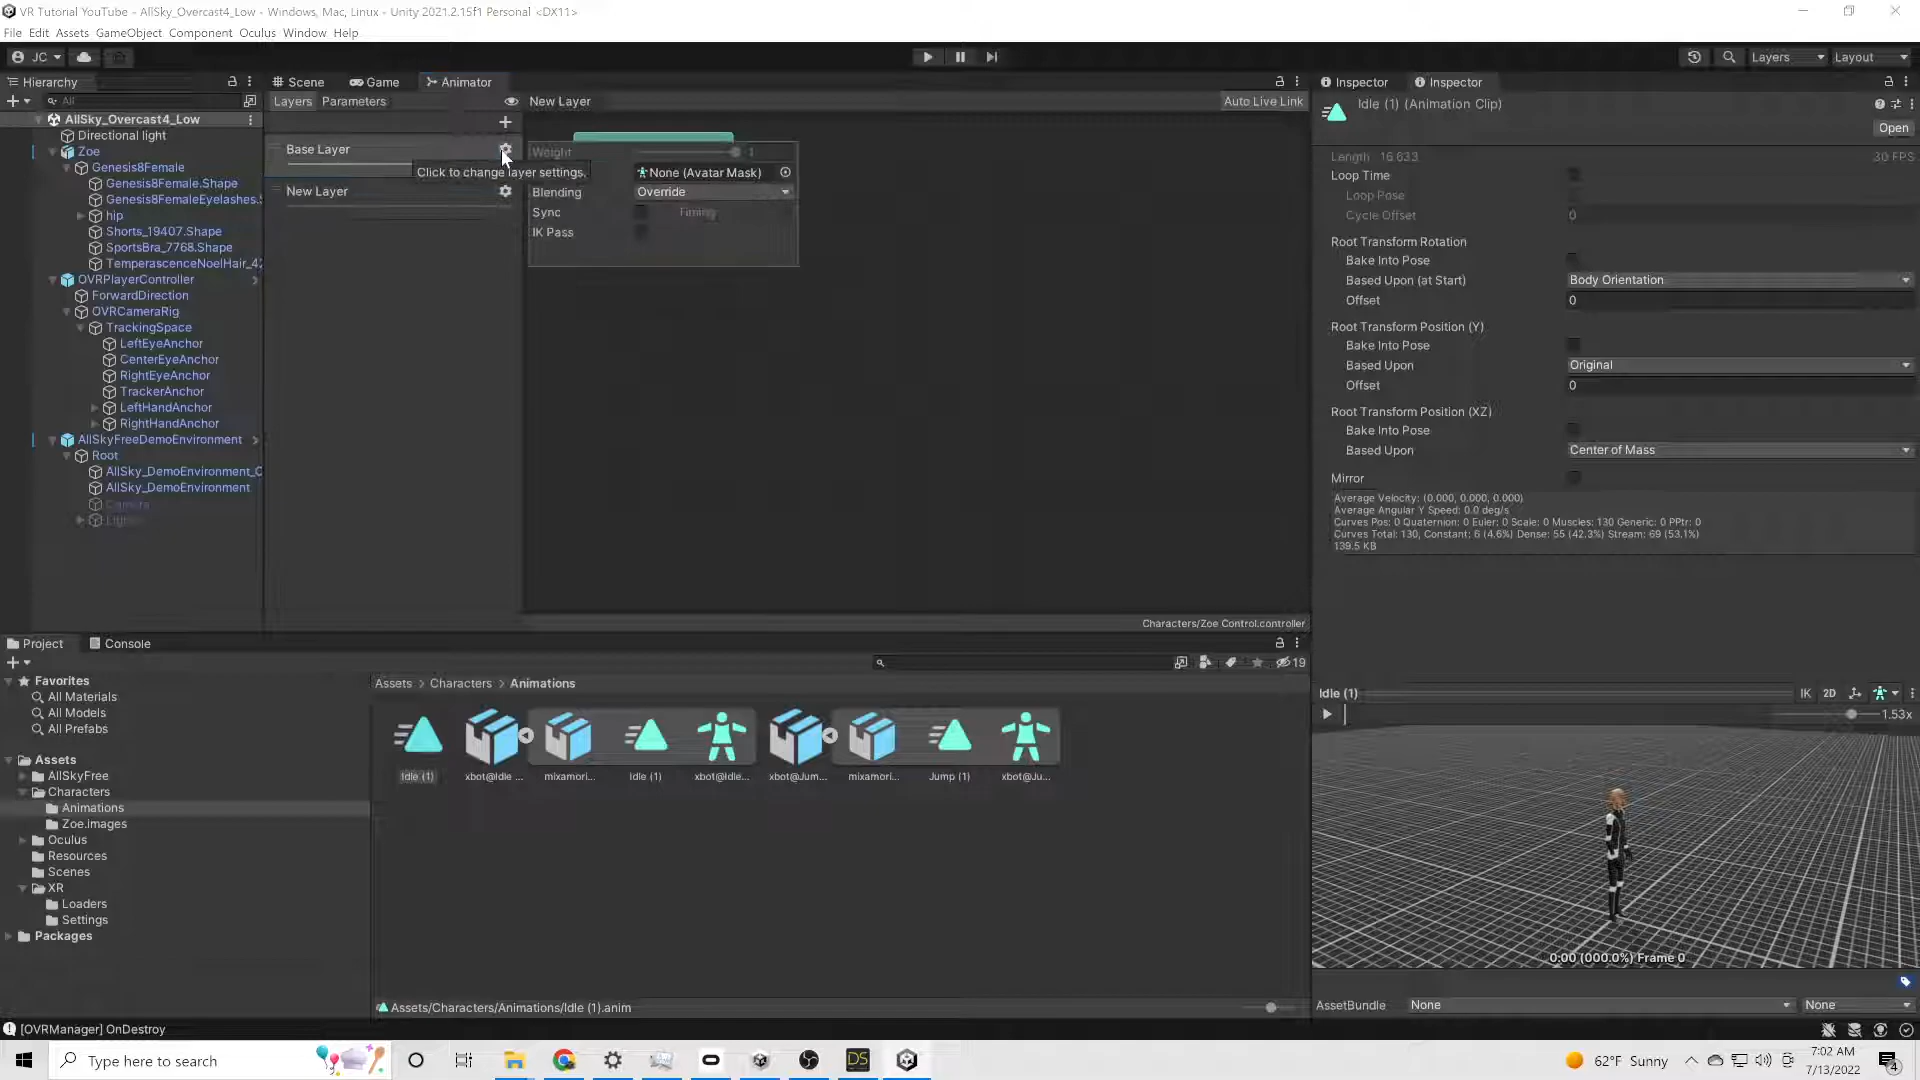 VR Tutorial YouTube - AllSky_Overcast4_Low - Windows, Mac, Linux - Unity 2021.2.15f1 Personal <DX11>
File Edit Assets GameObject Component Oculus Window Help
JC Layers Layout
Hierarchy Scene Game Animator Inspector Inspector
All Layers Parameters New Layer Auto Live Link
Idle (1) (Animation Clip)
Open
AllSky_Overcast4_Low
Directional light
Zoe
Genesis8Female
Genesis8Female.Shape
Genesis8FemaleEyelashes.
hip
Shorts_19407.Shape
SportsBra_7768.Shape
TemperascenceNoelHair_42
OVRPlayerController
ForwardDirection
OVRCameraRig
TrackingSpace
LeftEyeAnchor
CenterEyeAnchor
RightEyeAnchor
TrackerAnchor
LeftHandAnchor
RightHandAnchor
AllSkyFreeDemoEnvironment
Root
AllSky_DemoEnvironment_C
AllSky_DemoEnvironment
Camera
Base Layer
Click to change layer settings.
New Layer
Weight 1
None (Avatar Mask)
Blending Override
Sync Timing
IK Pass
Characters/Zoe Control.controller
Length 16.633 30 FPS
Loop Time
Loop Pose
Cycle Offset 0
Root Transform Rotation
Bake Into Pose
Based Upon (at Start) Body Orientation
Offset 0
Root Transform Position (Y)
Bake Into Pose
Based Upon Original
Offset 0
Root Transform Position (XZ)
Bake Into Pose
Based Upon Center of Mass
Mirror
Average Velocity: (0.000, 0.000, 0.000)
Average Angular Y Speed: 0.0 deg/s
Curves Pos: 0 Quaternion: 0 Euler: 0 Scale: 0 Muscles: 130 Generic: 0 PPtr: 0
Curves Total: 130, Constant: 6 (4.6%) Dense: 55 (42.3%) Stream: 69 (53.1%)
139.5 KB
Project Console
19
Favorites
All Materials
All Models
All Prefabs
Assets
AllSkyFree
Characters
Animations
Zoe.images
Oculus
Resources
Scenes
XR
Loaders
Settings
Packages
Assets > Characters > Animations
Idle (1) xbot@Idle ... mixamori... Idle (1) xbot@Idle... xbot@Jum... mixamori... Jump (1) xbot@Ju...
Assets/Characters/Animations/Idle (1).anim
Idle (1) IK 2D
1.53x
0:00 (000.0%) Frame 0
AssetBundle None None
[OVRManager] OnDestroy
Type here to search
DS
62°F Sunny
7:02 AM
7/13/2022
4